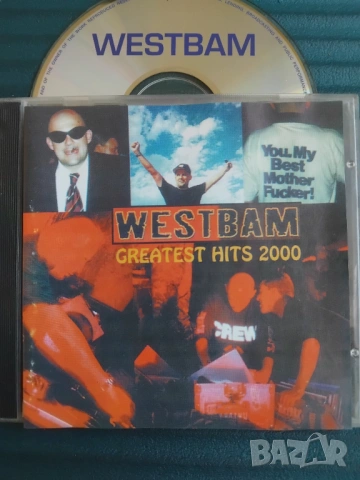 WESTBAM
You. My
Best
Mother
Fucker!
WESTBAM
GREATEST HITS 2000
CREW
BAZAR